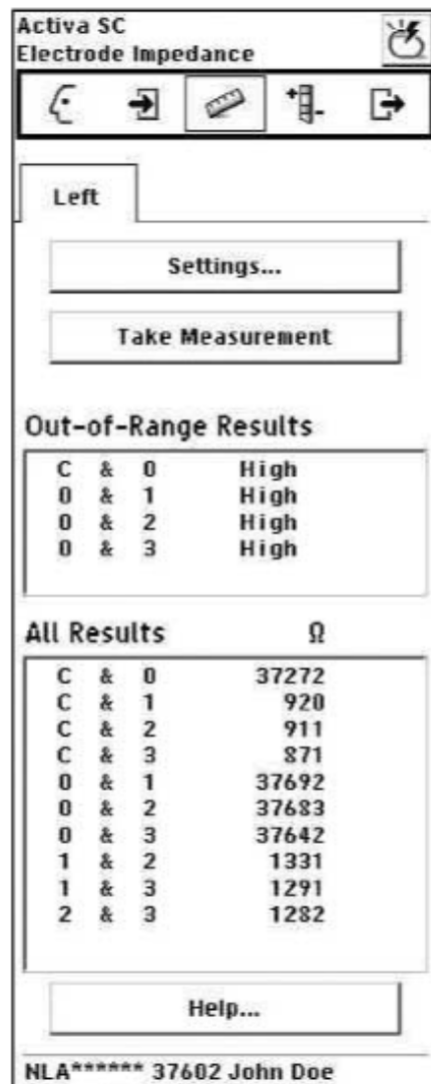 Activa SC
Electrode Impedance
Left
Settings...
Take Measurement
Out-of-Range Results
C & 0 High
0 & 1 High
0 & 2 High
0 & 3 High
All Results Ω
C & 0 37272
C & 1 920
C & 2 911
C & 3 871
0 & 1 37692
0 & 2 37683
0 & 3 37642
1 & 2 1331
1 & 3 1291
2 & 3 1282
Help...
NLA****** 37602 John Doe